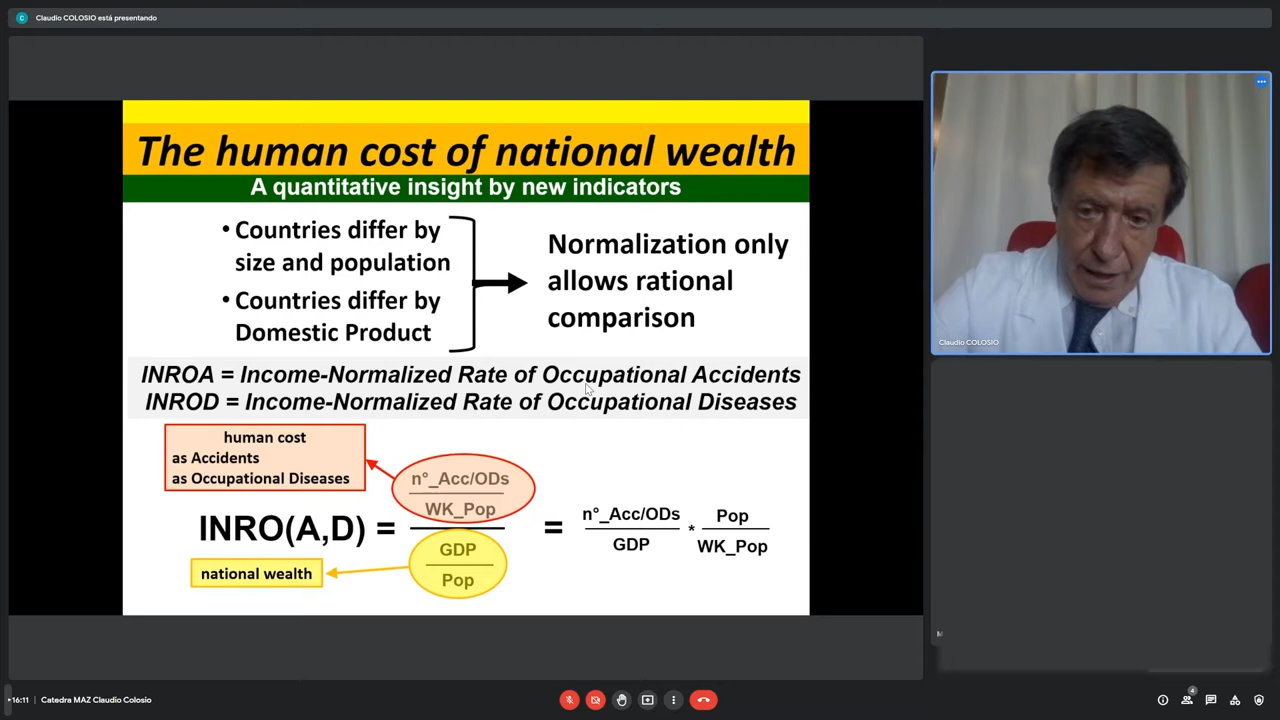 C Claudio COLOSIO está presentando
The human cost of national wealth
A quantitative insight by new indicators
• Countries differ by
size and population
• Countries differ by
Domestic Product
Normalization only
allows rational
comparison
INROA = Income-Normalized Rate of Occupational Accidents
INROD = Income-Normalized Rate of Occupational Diseases
human cost
as Accidents
as Occupational Diseases
national wealth
INRO(A,D) =
n°_Acc/ODs
WK_Pop
GDP
Pop
=
n°_Acc/ODs
GDP
*
Pop
WK_Pop
Claudio COLOSIO
M
16:11 | Catedra MAZ Claudio Colosio
4